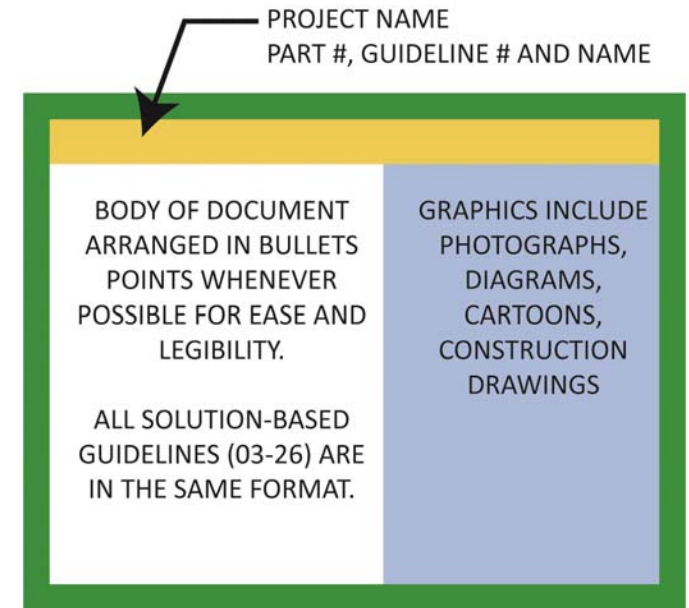 PROJECT NAME
PART #, GUIDELINE # AND NAME
BODY OF DOCUMENT
ARRANGED IN BULLETS
POINTS WHENEVER
POSSIBLE FOR EASE AND
LEGIBILITY.
ALL SOLUTION-BASED
GUIDELINES (03-26) ARE
IN THE SAME FORMAT.
GRAPHICS INCLUDE
PHOTOGRAPHS,
DIAGRAMS,
CARTOONS,
CONSTRUCTION
DRAWINGS